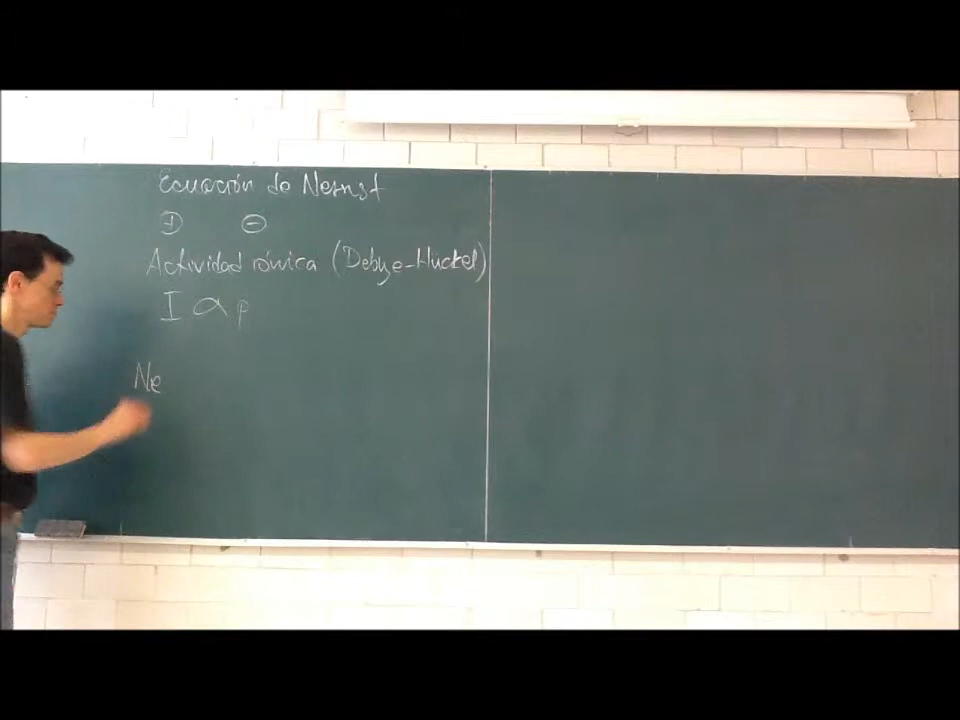 Ecuación de Nernst
⊕ ⊖
Actividad iónica (Debye-Huckel)
I a
Ne